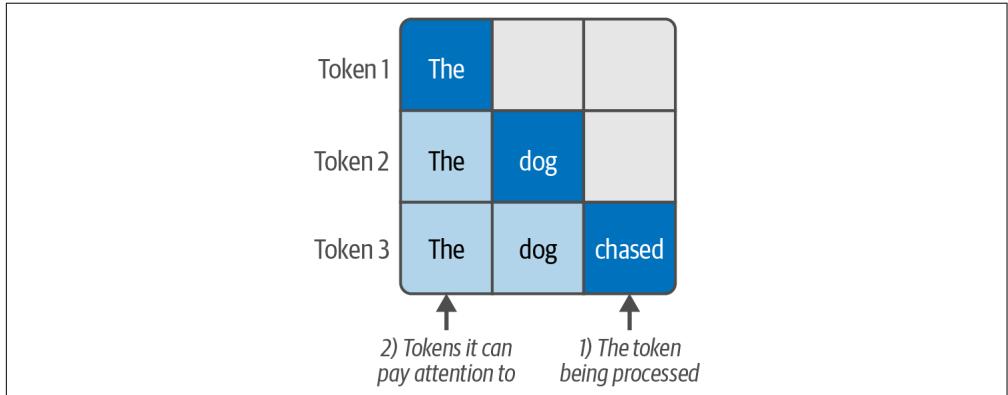 Token 1 The
Token 2 The dog
Token 3 The dog chased
2) Tokens it can
pay attention to
1) The token
being processed